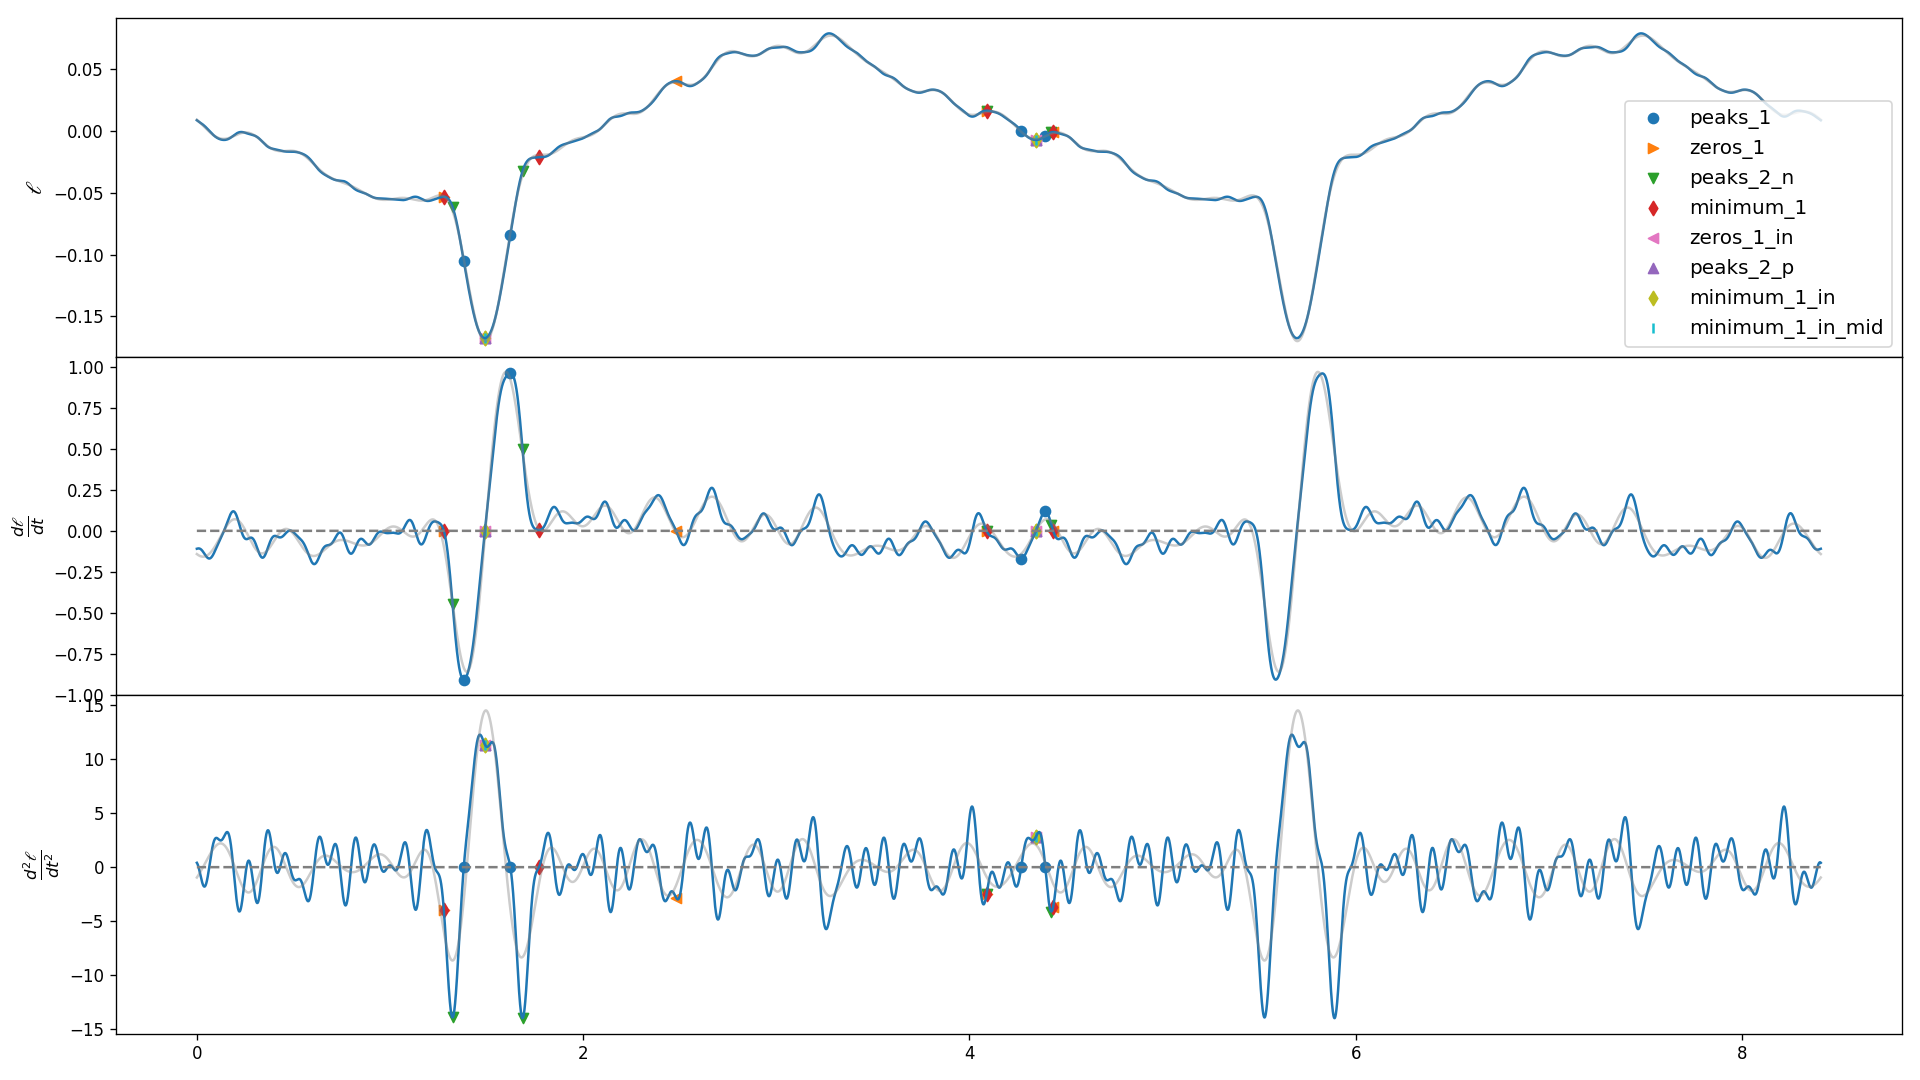 0.05
0.00
−0.05
−0.10
−0.15
ℓ
peaks_1
zeros_1
peaks_2_n
minimum_1
zeros_1_in
peaks_2_p
minimum_1_in
minimum_1_in_mid
1.00
0.75
0.50
0.25
0.00
−0.25
−0.50
−0.75
−1.00
dℓ
dt
15
10
5
0
−5
−10
−15
d²ℓ
dt²
0 2 4 6 8